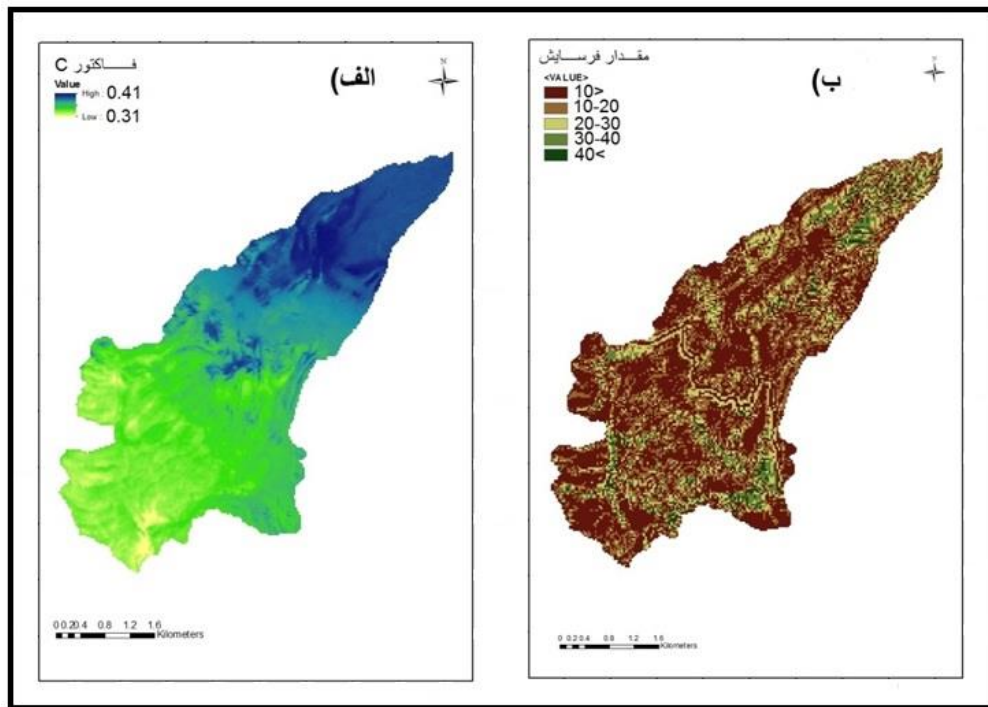 فاکتور C
Value
High : 0.41
Low : 0.31
الف)
N
0 0.20.4 0.8 1.2 1.6
Kilometers
مقدار فرسایش
<VALUE>
10>
10-20
20-30
30-40
40<
ب)
N
0 0.2 0.4 0.8 1.2 1.6
Kilometers